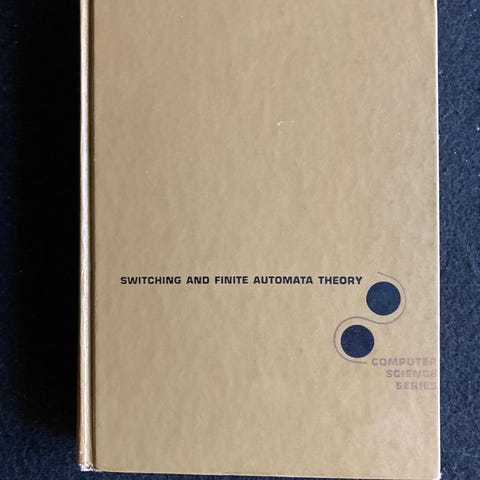 SWITCHING AND FINITE AUTOMATA THEORY
COMPUTER
SCIENCE
SERIES